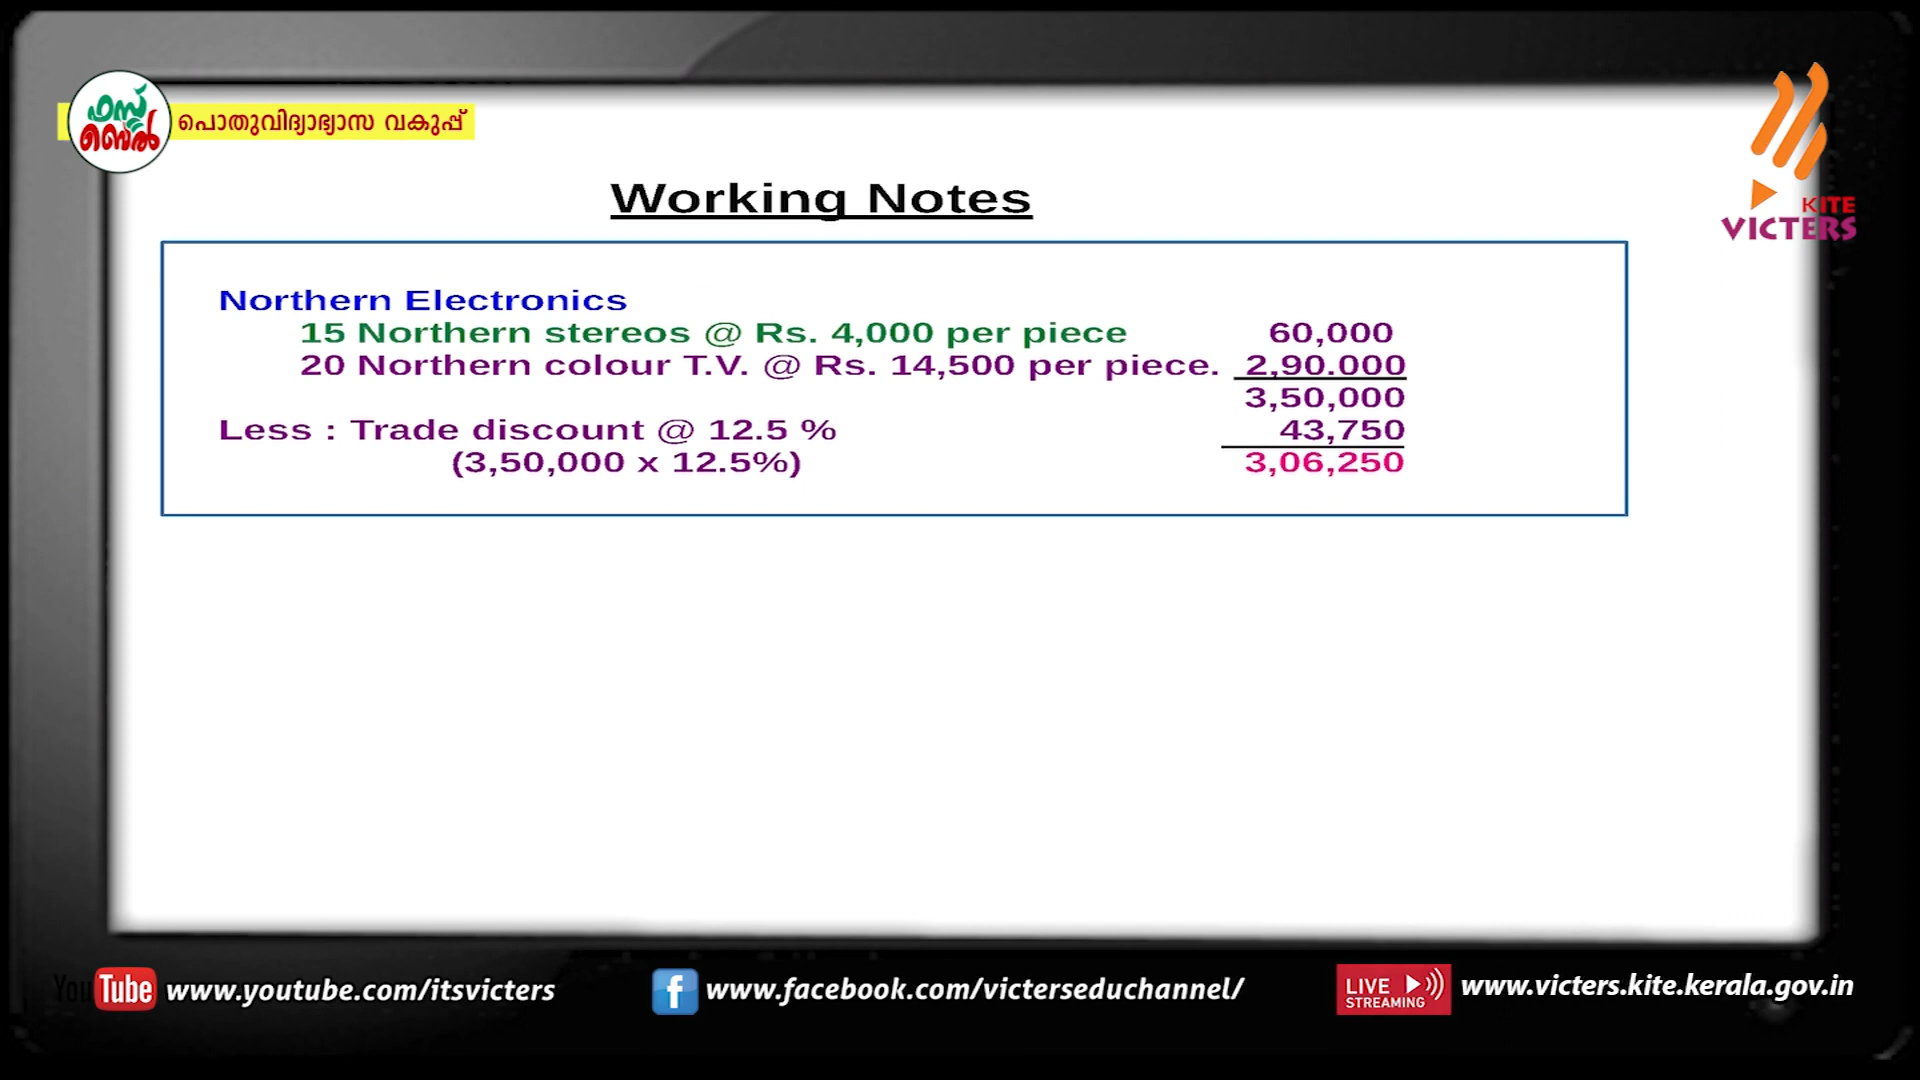 ഫസ്റ്റ്
ബെൽ
പൊതുവിദ്യാഭ്യാസ വകുപ്പ്
KITE
VICTERS
Working Notes
Northern Electronics
15 Northern stereos @ Rs. 4,000 per piece 60,000
20 Northern colour T.V. @ Rs. 14,500 per piece. 2,90.000
3,50,000
Less : Trade discount @ 12.5 % 43,750
(3,50,000 x 12.5%) 3,06,250
YouTube www.youtube.com/itsvicters
f www.facebook.com/victerseduchannel/
LIVE
STREAMING
www.victers.kite.kerala.gov.in